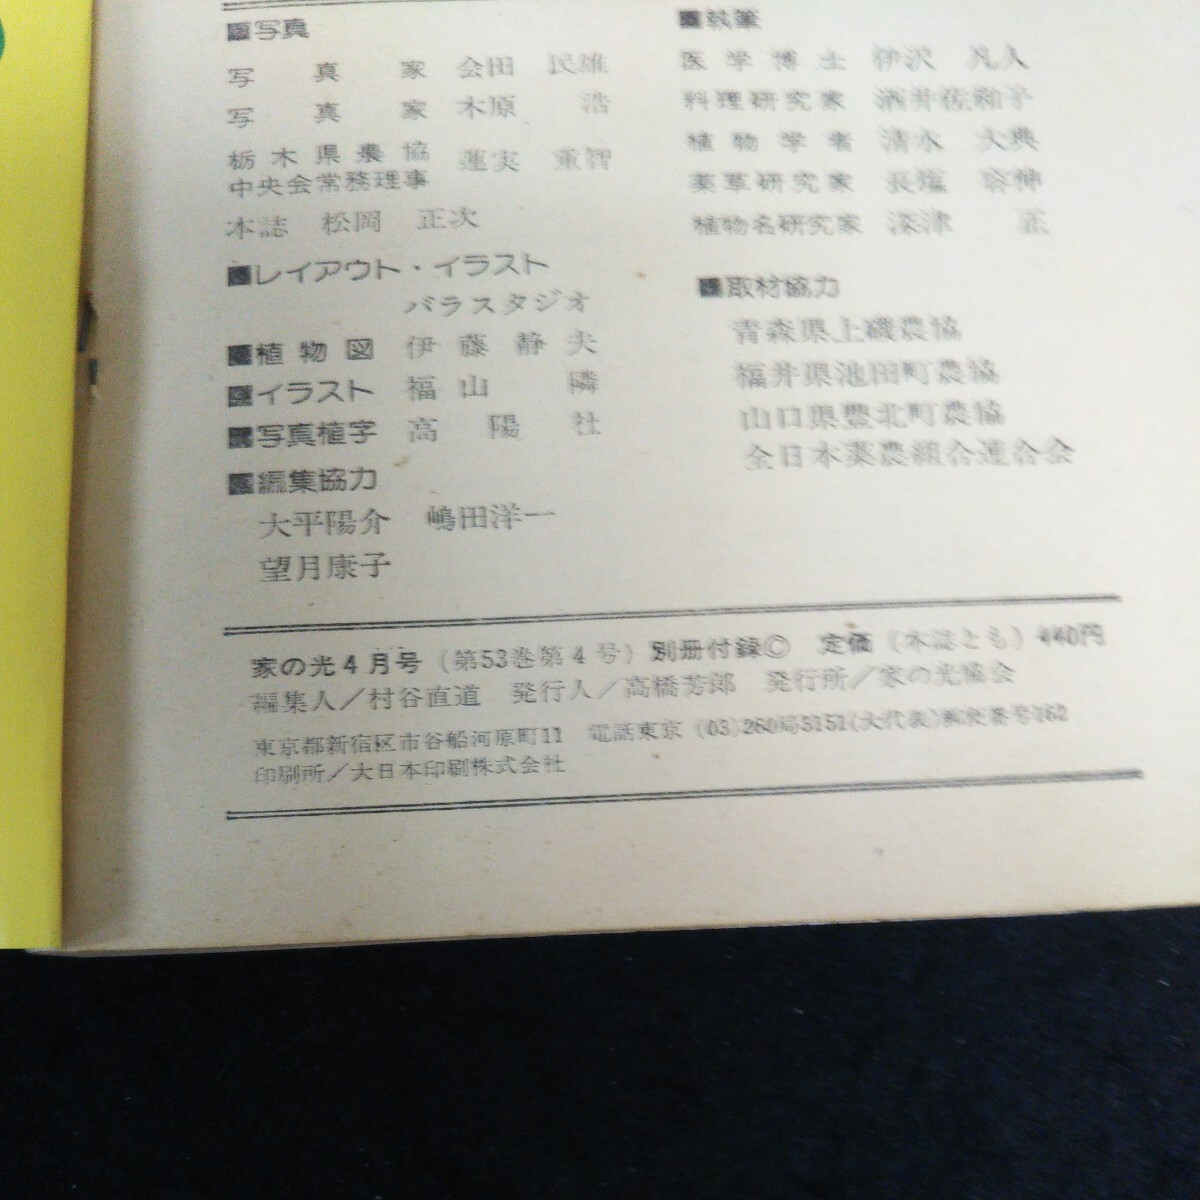 ■写真
写真家 会田 民雄
写真家 木原 浩
栃木県農協
中央会常務理事 蓮実 重智
本誌 松岡 正次
■レイアウト・イラスト
バラスタジオ
■植物図 伊藤静夫
■イラスト 福山 隣
■写真植字 高陽社
■編集協力
大平陽介 嶋田洋一
望月康子
■執筆
医学博士 伊沢 凡人
料理研究家 酒井佐和子
植物学者 清水 大典
薬草研究家 長塩 容伸
植物名研究家 深津 正
■取材協力
青森県上磯農協
福井県池田町農協
山口県豊北町農協
全日本薬農組合連合会
家の光4月号(第53巻第4号)別冊付録Ⓒ 定価(本誌とも)440円
編集人/村谷直道 発行人/高橋芳郎 発行所/家の光協会
東京都新宿区市谷船河原町11 電話東京(03)260局3151(大代表)郵便番号162
印刷所/大日本印刷株式会社